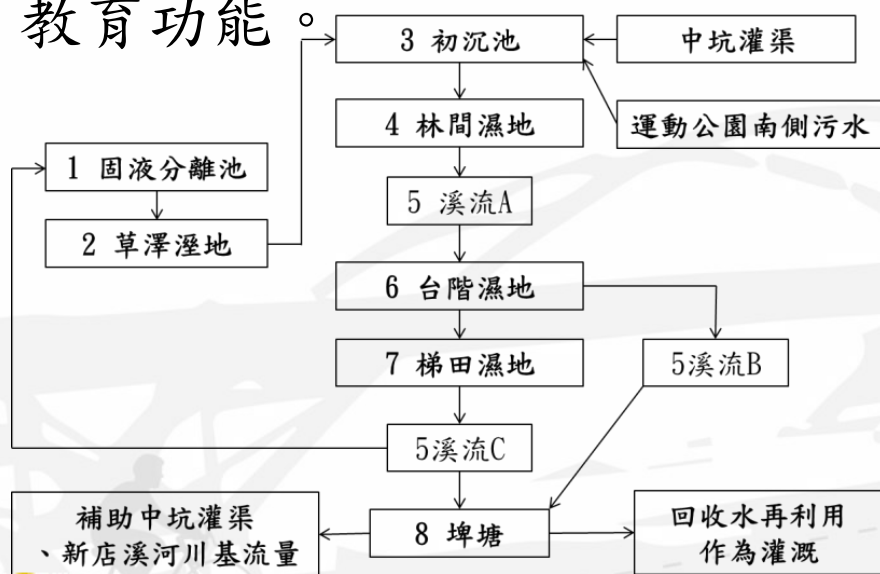 教育功能。
3 初沉池
中坑灌渠
4 林間濕地
運動公園南側污水
1 固液分離池
5 溪流A
2 草澤溼地
6 台階濕地
7 梯田濕地
5溪流B
5溪流C
補助中坑灌渠
、新店溪河川基流量
8 埤塘
回收水再利用
作為灌溉